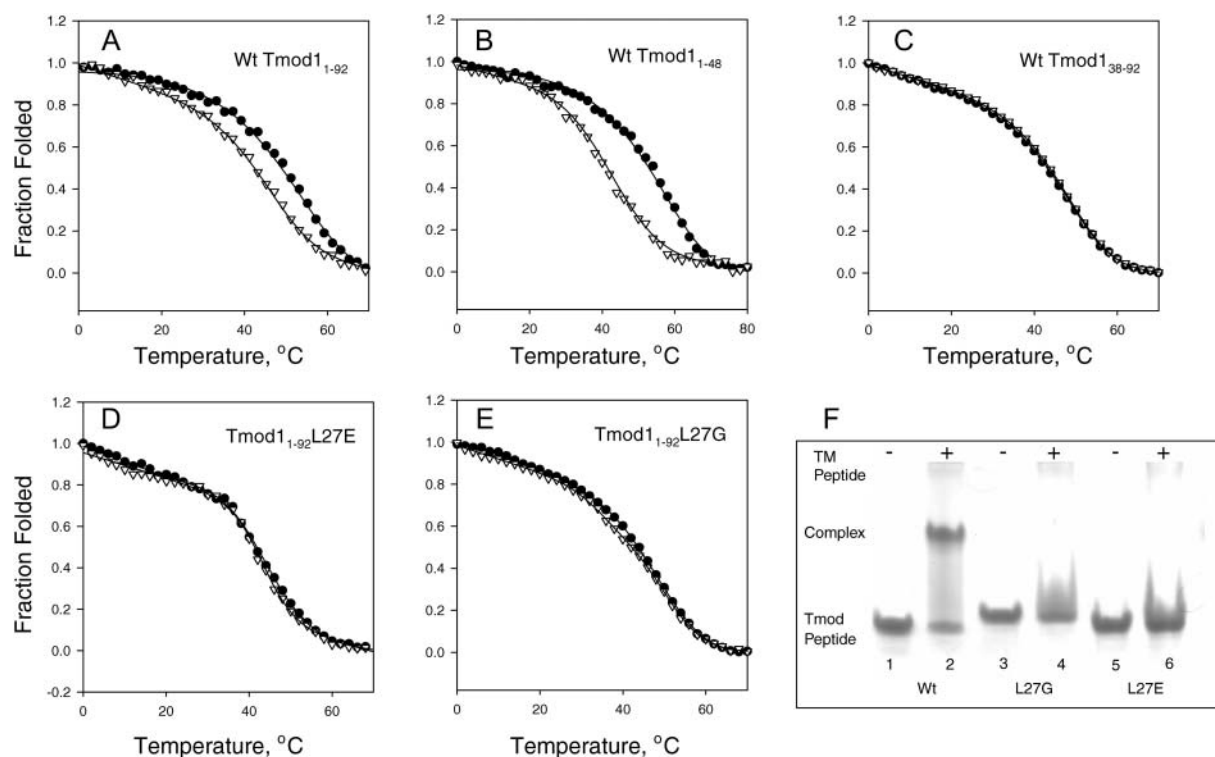 A
Wt Tmod1₁₋₉₂
Fraction Folded
1.2
1.0
0.8
0.6
0.4
0.2
0.0
0 20 40 60
Temperature, °C
B
Wt Tmod1₁₋₄₈
1.2
1.0
0.8
0.6
0.4
0.2
0.0
0 20 40 60 80
Temperature, °C
C
Wt Tmod1₃₈₋₉₂
1.2
1.0
0.8
0.6
0.4
0.2
0.0
0 20 40 60
Temperature, °C
D
Tmod1₁₋₉₂L27E
Fraction Folded
1.2
1.0
0.8
0.6
0.4
0.2
0.0
-0.2
0 20 40 60
Temperature, °C
E
Tmod1₁₋₉₂L27G
1.2
1.0
0.8
0.6
0.4
0.2
0.0
0 20 40 60
Temperature, °C
F
TM - + - + - +
Peptide
Complex
Tmod
Peptide
1 2 3 4 5 6
Wt L27G L27E